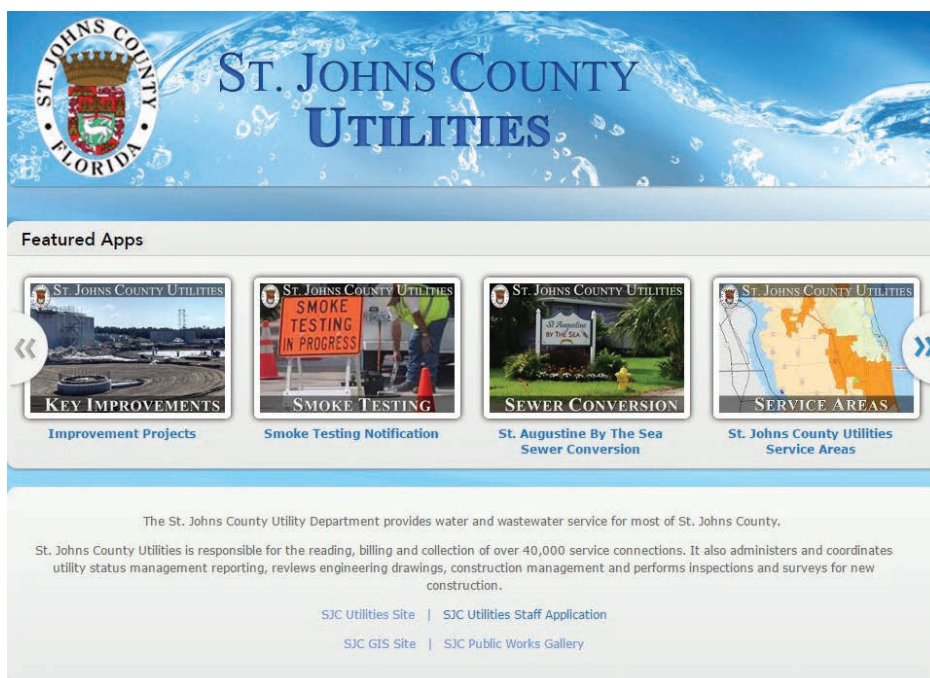 ST. JOHNS COUNTY
FLORIDA
ST. JOHNS COUNTY
UTILITIES
Featured Apps
«
ST. JOHNS COUNTY UTILITIES
KEY IMPROVEMENTS
Improvement Projects
ST. JOHNS COUNTY UTILITIES
SMOKE
TESTING
IN PROGRESS
SMOKE TESTING
Smoke Testing Notification
ST. JOHNS COUNTY UTILITIES
St Augustine
BY THE SEA
SEWER CONVERSION
St. Augustine By The Sea
Sewer Conversion
ST. JOHNS COUNTY UTILITIES
SERVICE AREAS
St. Johns County Utilities
Service Areas
»
The St. Johns County Utility Department provides water and wastewater service for most of St. Johns County.
St. Johns County Utilities is responsible for the reading, billing and collection of over 40,000 service connections. It also administers and coordinates
utility status management reporting, reviews engineering drawings, construction management and performs inspections and surveys for new
construction.
SJC Utilities Site | SJC Utilities Staff Application
SJC GIS Site | SJC Public Works Gallery